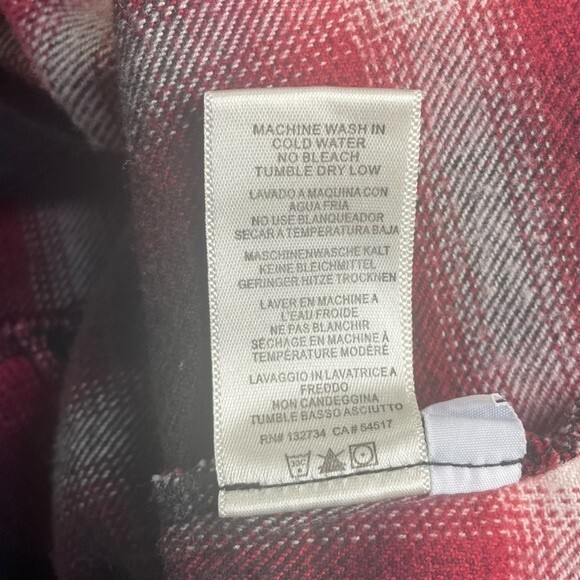 MACHINE WASH IN
COLD WATER
NO BLEACH
TUMBLE DRY LOW
LAVADO A MAQUINA CON
AGUA FRIA
NO USE BLANQUEADOR
SECAR A TEMPERATURA BAJA
MASCHINENWASCHE KALT
KEINE BLEICHMITTEL
GERINGER HITZE TROCKNEN
LAVER EN MACHINE A
L'EAU FROIDE
NE PAS BLANCHIR
SÉCHAGE EN MACHINE À
TEMPÉRATURE MODÉRÉ
LAVAGGIO IN LAVATRICE A
FREDDO
NON CANDEGGINA
TUMBLE BASSO ASCIUTTO
RN# 132734 CA# 54517
30C